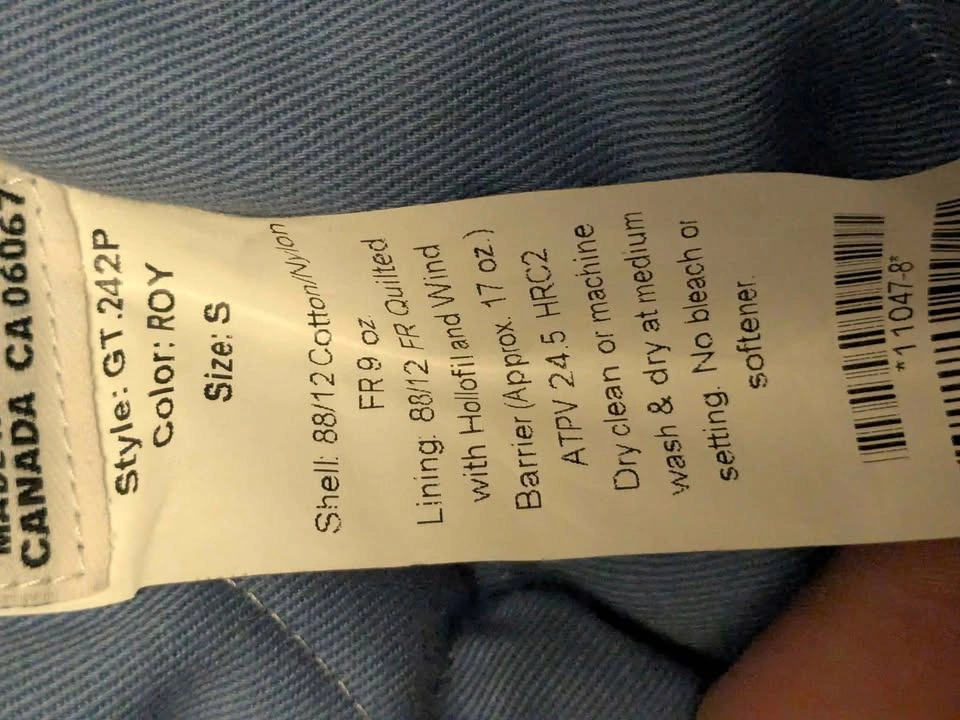 CANADA CA 06067
Style: GT.242P
Color: ROY
Size: S
Shell: 88/12 Cotton/Nylon
FR 9 oz.
Lining: 88/12 FR Quilted
with Hollofil and Wind
Barrier (Approx. 17 oz.)
ATPV 24.5 HRC2
Dry clean or machine
wash & dry at medium
setting. No bleach or
softener.
*11047-8*